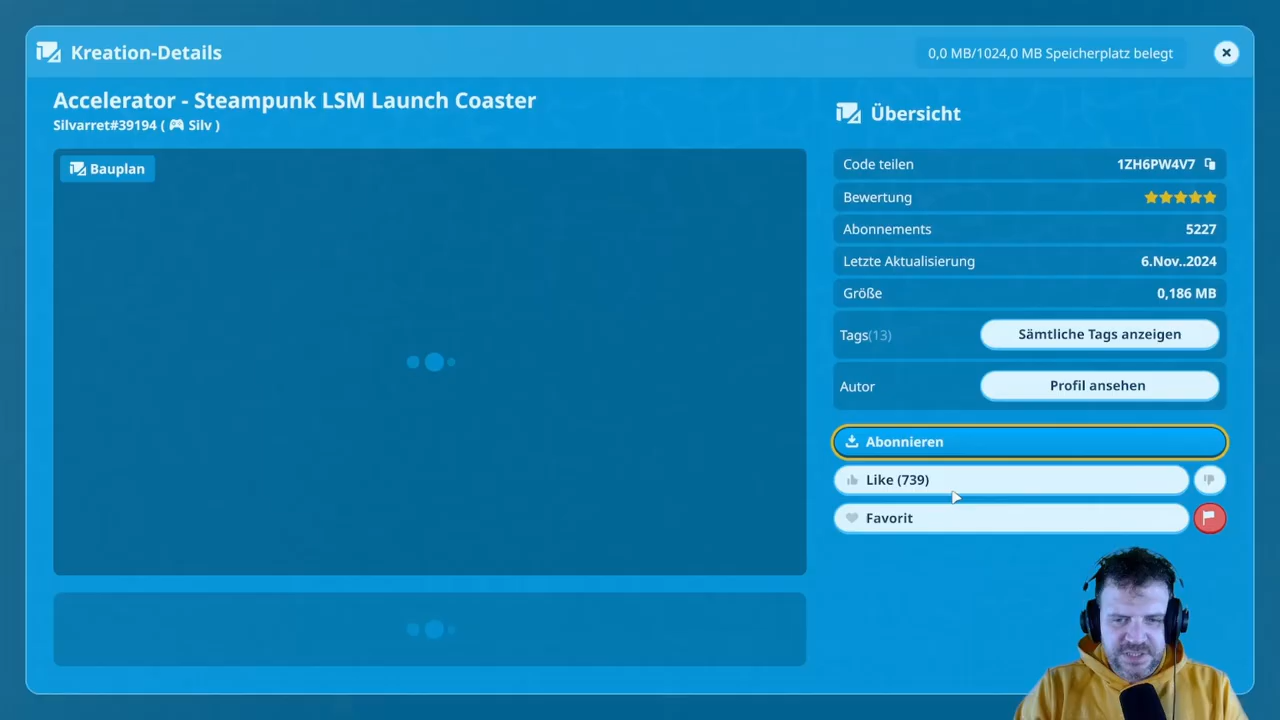 Kreation-Details
0,0 MB/1024,0 MB Speicherplatz belegt
Accelerator - Steampunk LSM Launch Coaster
Silvarret#39194 ( Silv )
Bauplan
Übersicht
Code teilen 1ZH6PW4V7
Bewertung
Abonnements 5227
Letzte Aktualisierung 6.Nov..2024
Größe 0,186 MB
Tags(13) Sämtliche Tags anzeigen
Autor Profil ansehen
Abonnieren
Like (739)
Favorit